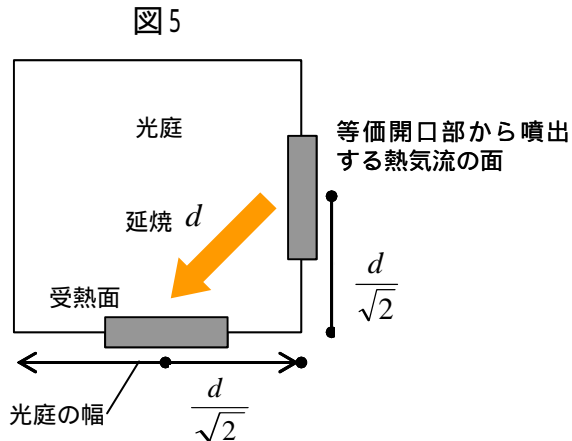 図5
光庭
等価開口部から噴出
する熱気流の面
延焼 d
d
√2
受熱面
光庭の幅
d
√2